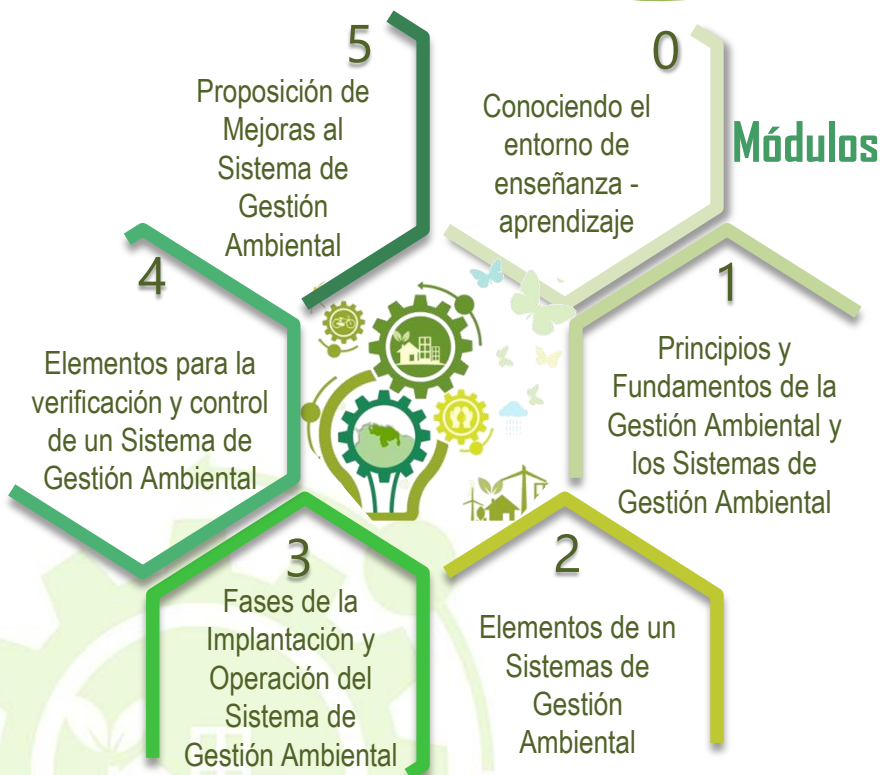 Módulos
0
Conociendo el
entorno de
enseñanza -
aprendizaje
1
Principios y
Fundamentos de la
Gestión Ambiental y
los Sistemas de
Gestión Ambiental
2
Elementos de un
Sistemas de
Gestión
Ambiental
3
Fases de la
Implantación y
Operación del
Sistema de
Gestión Ambiental
4
Elementos para la
verificación y control
de un Sistema de
Gestión Ambiental
5
Proposición de
Mejoras al
Sistema de
Gestión
Ambiental